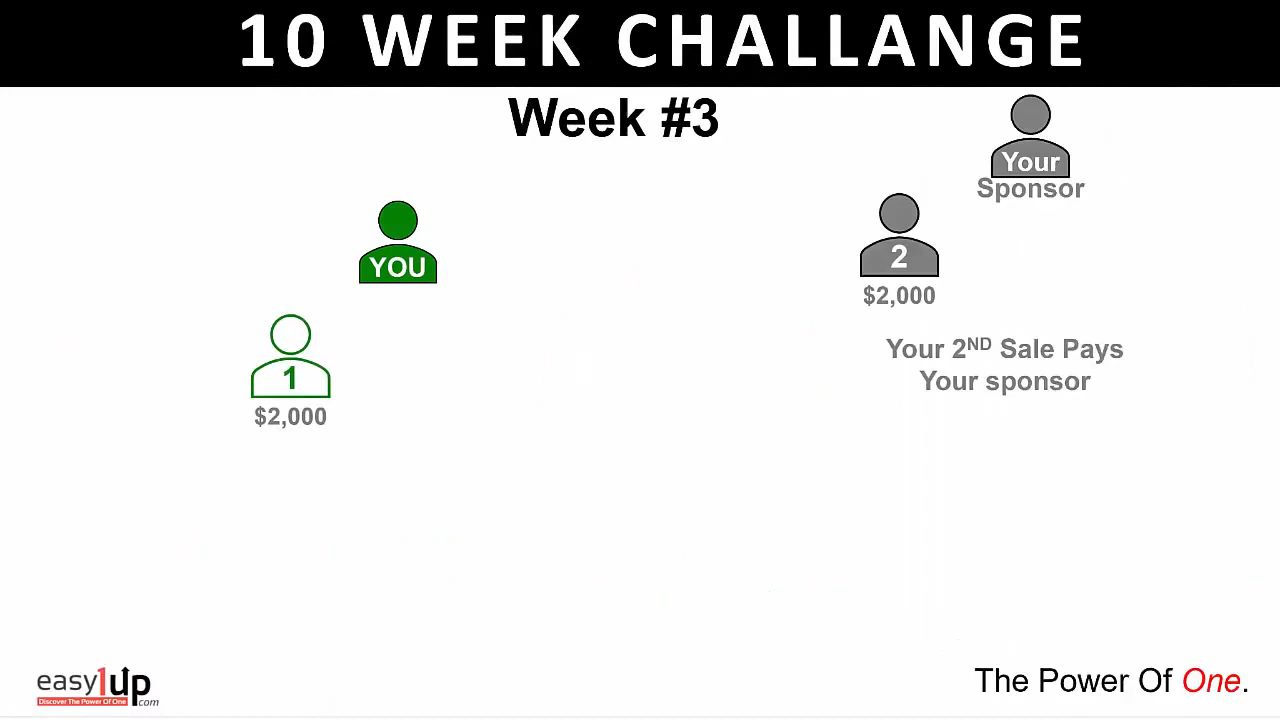 10 WEEK CHALLANGE
Week #3
Your
Sponsor
YOU
2
$2,000
1
$2,000
Your 2ND Sale Pays
Your sponsor
easy1up
Discover The Power Of One .com
The Power Of One.